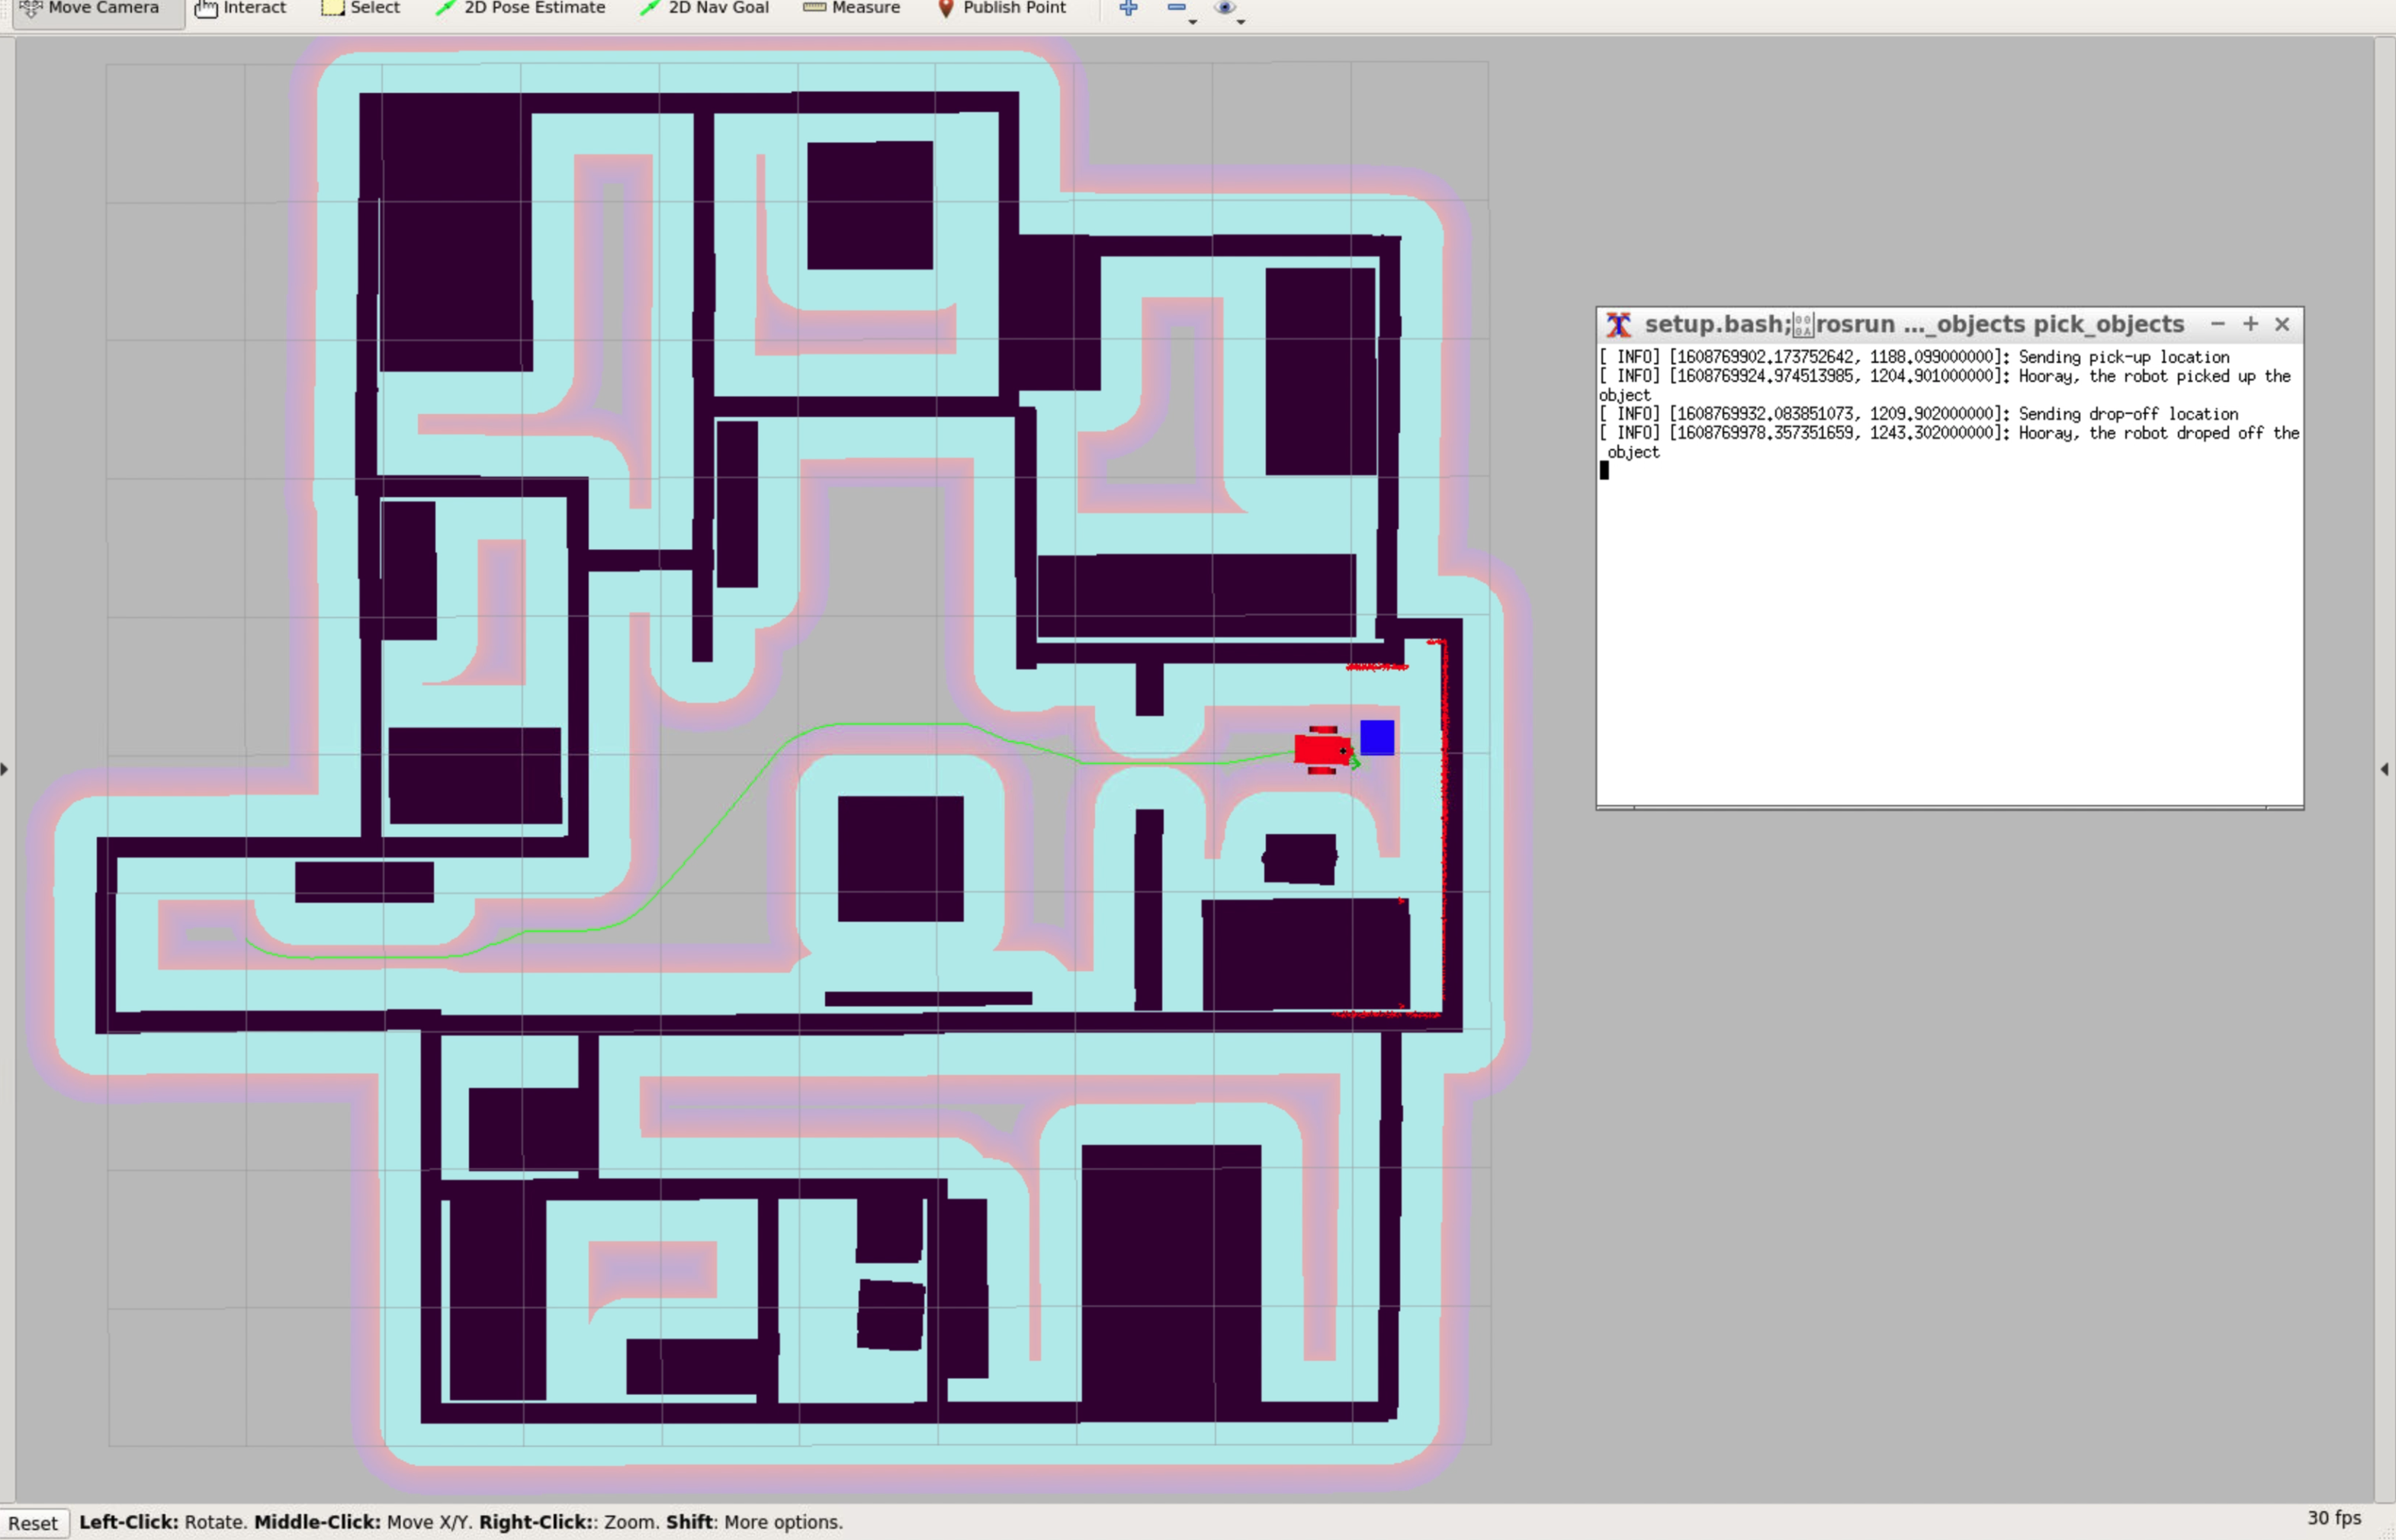 Move Camera Interact Select 2D Pose Estimate 2D Nav Goal Measure Publish Point
setup.bash; rosrun ..._objects pick_objects
[ INFO] [1608769902.173752642, 1188.099000000]: Sending pick-up location
[ INFO] [1608769924.974513985, 1204.901000000]: Hooray, the robot picked up the
object
[ INFO] [1608769932.083851073, 1209.902000000]: Sending drop-off location
[ INFO] [1608769978.357351659, 1243.302000000]: Hooray, the robot droped off the
object
Reset Left-Click: Rotate. Middle-Click: Move X/Y. Right-Click:: Zoom. Shift: More options. 30 fps